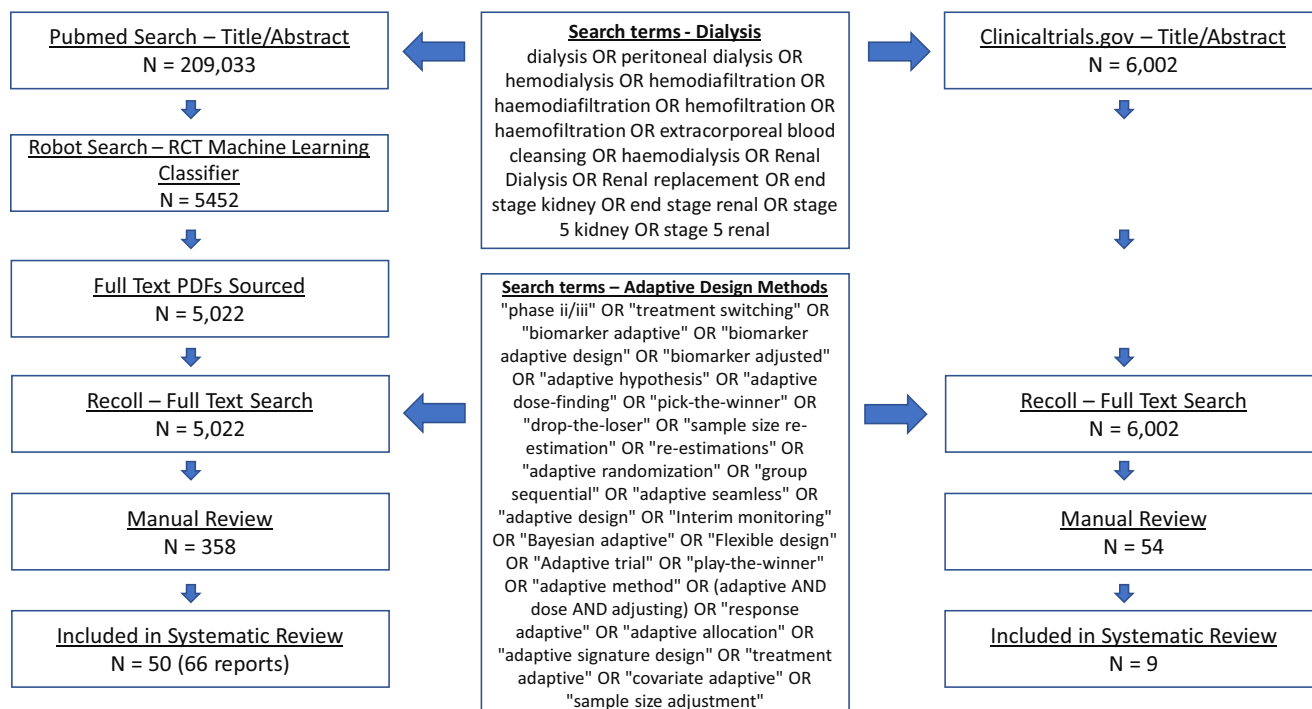 Pubmed Search – Title/Abstract
N = 209,033
Robot Search – RCT Machine Learning
Classifier
N = 5452
Full Text PDFs Sourced
N = 5,022
Recoll – Full Text Search
N = 5,022
Manual Review
N = 358
Included in Systematic Review
N = 50 (66 reports)
Search terms - Dialysis
dialysis OR peritoneal dialysis OR
hemodialysis OR hemodiafiltration OR
haemodiafiltration OR hemofiltration OR
haemofiltration OR extracorporeal blood
cleansing OR haemodialysis OR Renal
Dialysis OR Renal replacement OR end
stage kidney OR end stage renal OR stage
5 kidney OR stage 5 renal
Search terms – Adaptive Design Methods
"phase ii/iii" OR "treatment switching" OR
"biomarker adaptive" OR "biomarker
adaptive design" OR "biomarker adjusted"
OR "adaptive hypothesis" OR "adaptive
dose-finding" OR "pick-the-winner" OR
"drop-the-loser" OR "sample size re-
estimation" OR "re-estimations" OR
"adaptive randomization" OR "group
sequential" OR "adaptive seamless" OR
"adaptive design" OR "Interim monitoring"
OR "Bayesian adaptive" OR "Flexible design"
OR "Adaptive trial" OR "play-the-winner"
OR "adaptive method" OR (adaptive AND
dose AND adjusting) OR "response
adaptive" OR "adaptive allocation" OR
"adaptive signature design" OR "treatment
adaptive" OR "covariate adaptive" OR
"sample size adjustment"
Clinicaltrials.gov – Title/Abstract
N = 6,002
Recoll – Full Text Search
N = 6,002
Manual Review
N = 54
Included in Systematic Review
N = 9